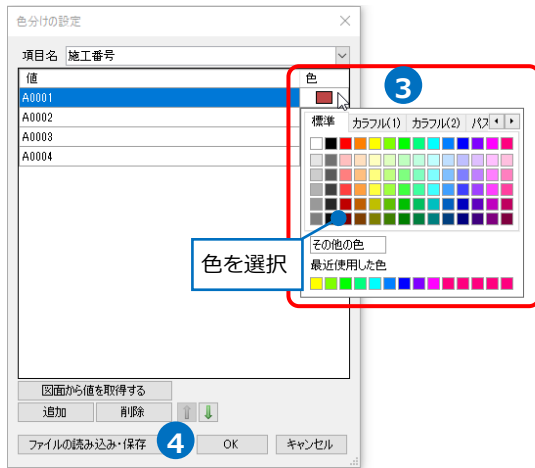 色分けの設定
項目名 施工番号
値 色
A0001
A0002
A0003
A0004
3
標準 カラフル(1) カラフル(2) パス
その他の色
最近使用した色
色を選択
図面から値を取得する
追加 削除
ファイルの読み込み・保存 4 OK キャンセル